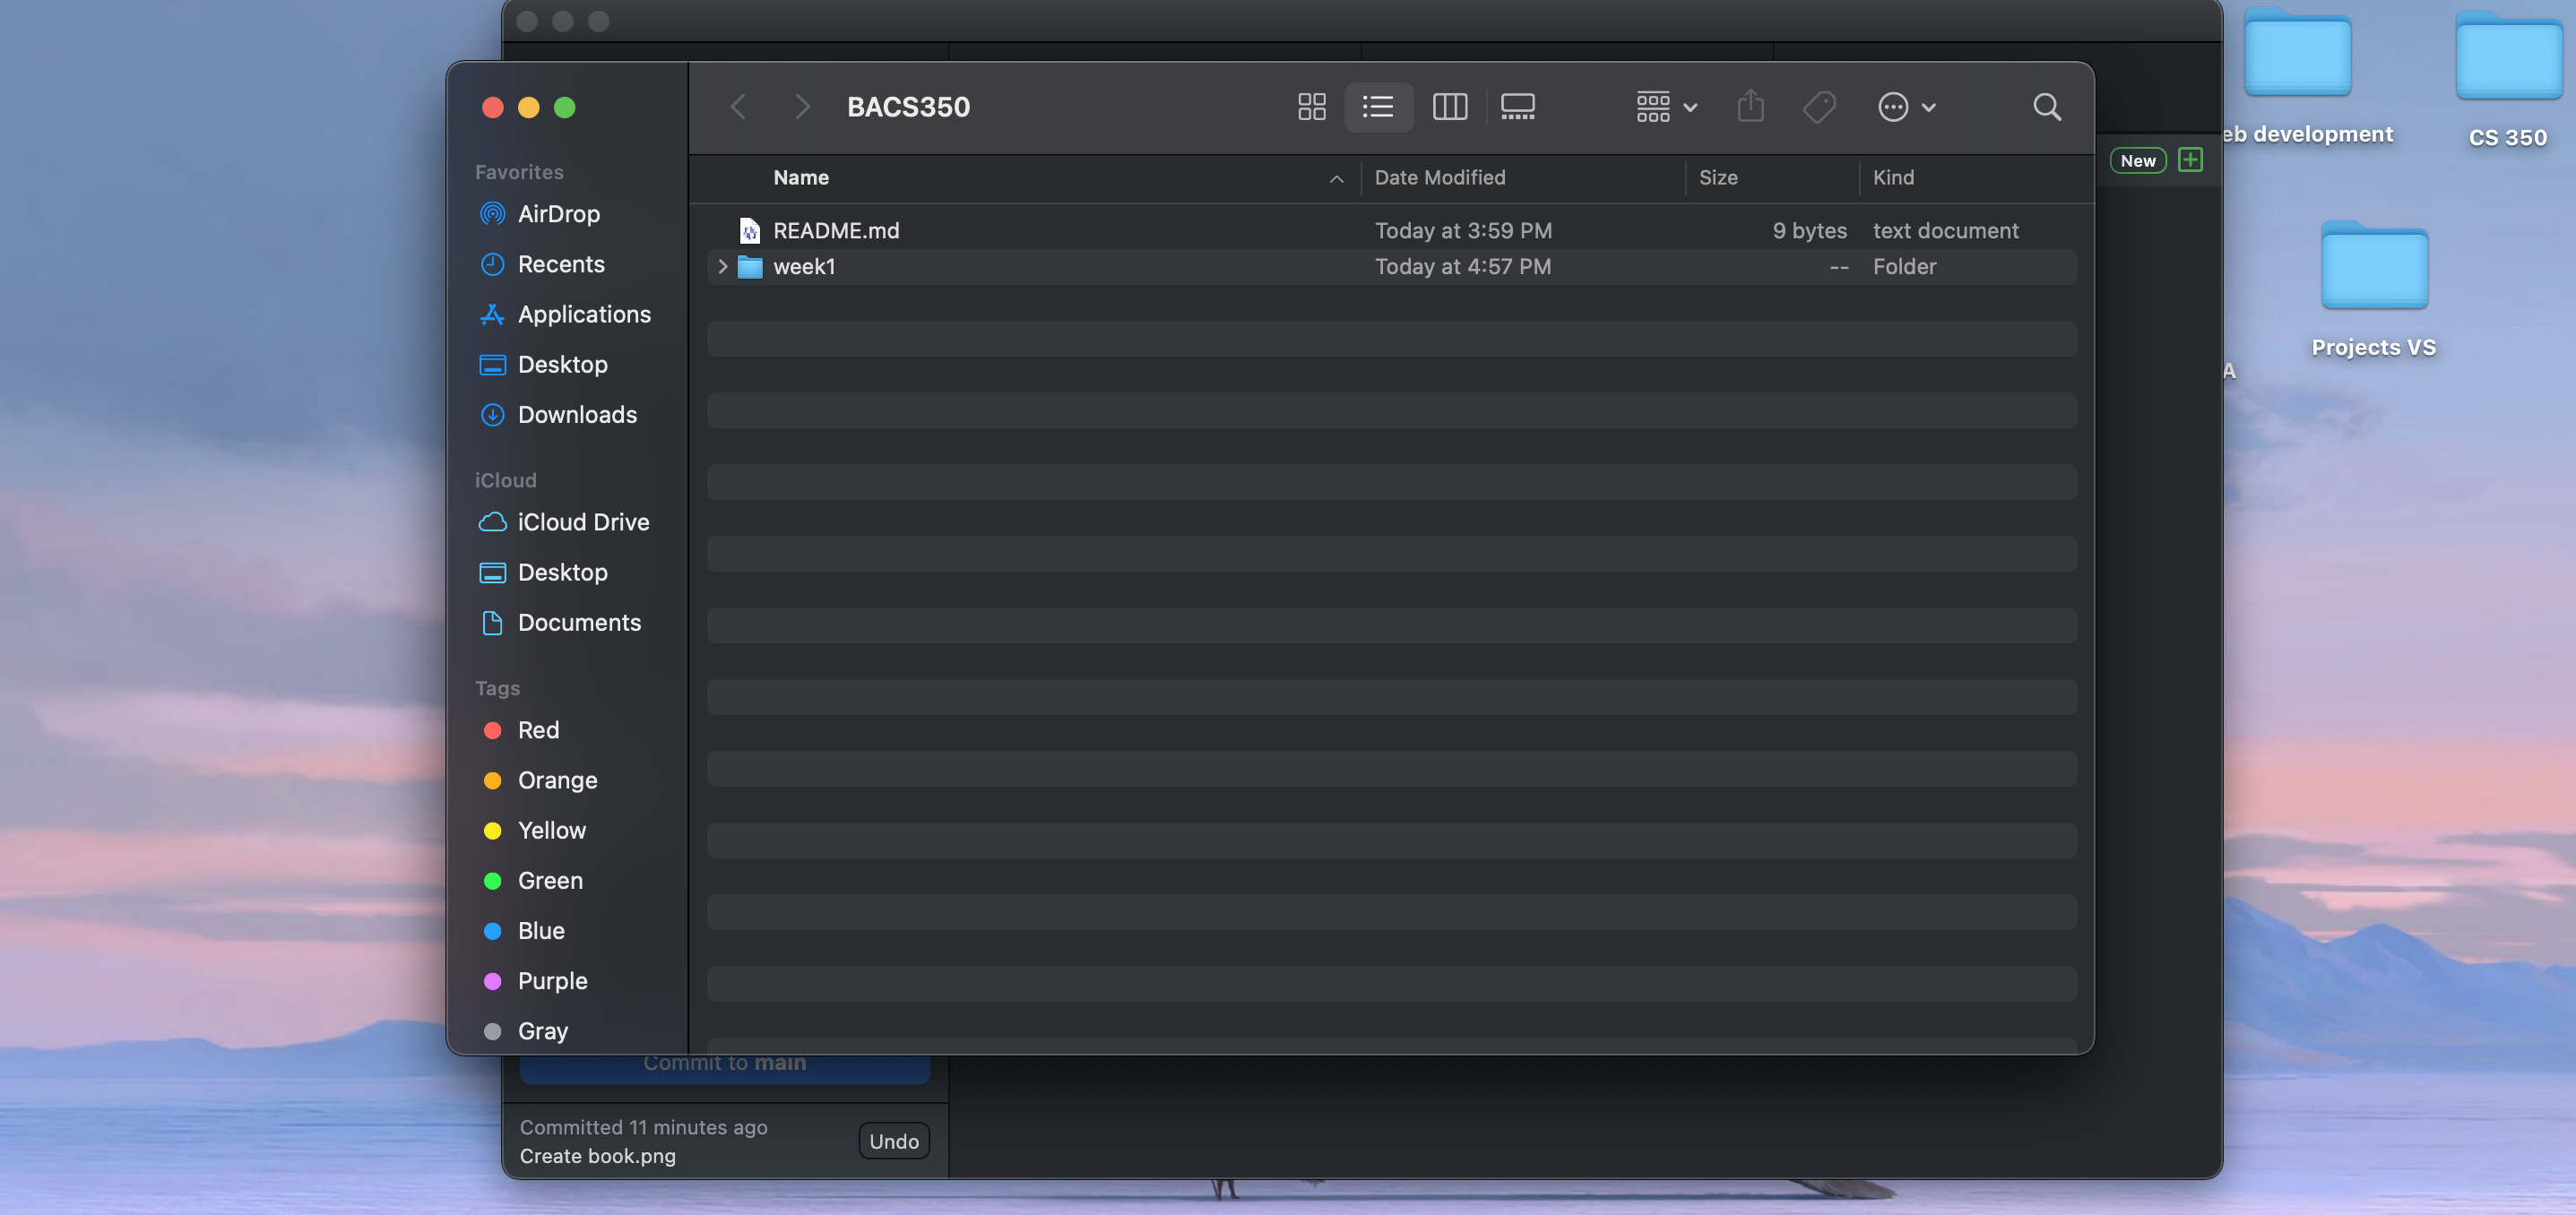 BACS350
Favorites
AirDrop
Recents
Applications
Desktop
Downloads
iCloud
iCloud Drive
Desktop
Documents
Tags
Red
Orange
Yellow
Green
Blue
Purple
Gray
Name Date Modified Size Kind
README.md Today at 3:59 PM 9 bytes text document
week1 Today at 4:57 PM -- Folder
New
eb development
CS 350
Projects VS
A
Commit to main
Committed 11 minutes ago
Create book.png
Undo